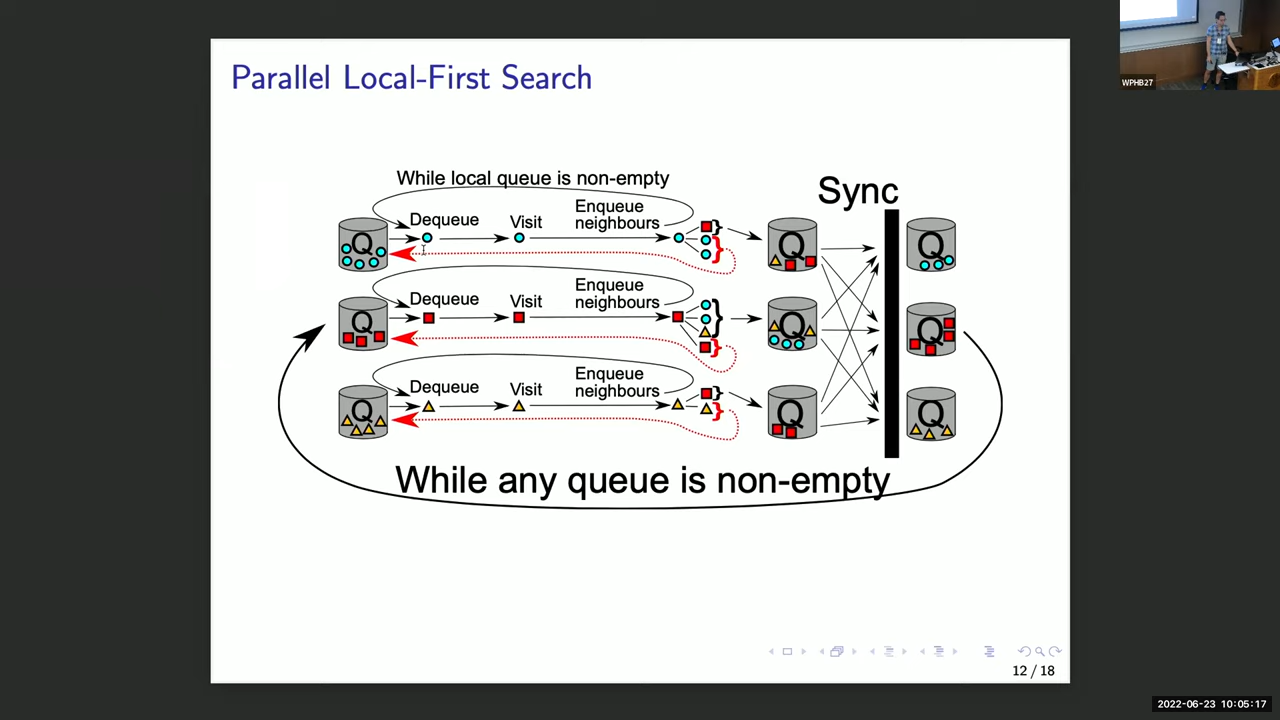 Parallel Local-First Search
While local queue is non-empty
Sync
Dequeue
Visit
Enqueue
neighbours
Q
Q
Q
Dequeue
Visit
Enqueue
neighbours
Q
Q
Q
Dequeue
Visit
Enqueue
neighbours
Q
Q
Q
While any queue is non-empty
12 / 18
WPHB27
2022-06-23 10:05:17